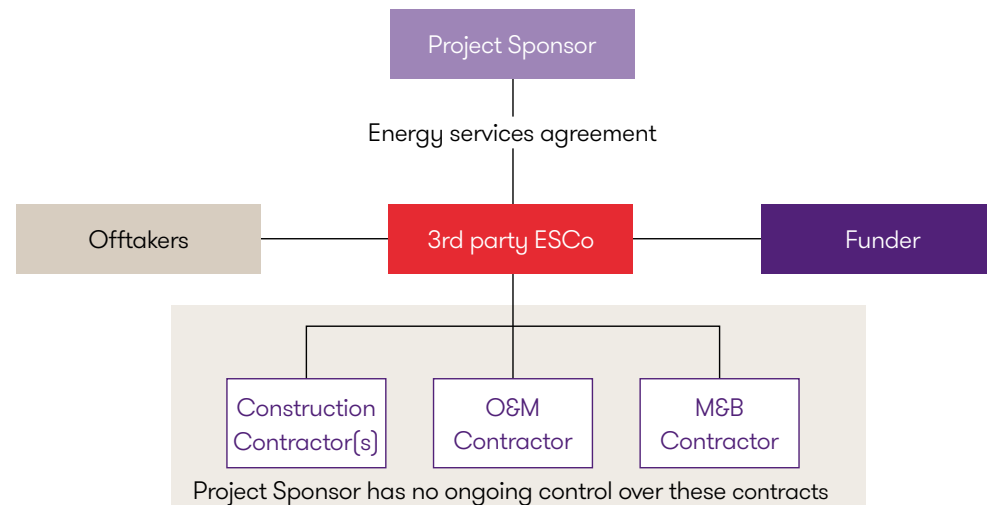 Project Sponsor
Energy services agreement
Offtakers
3rd party ESCo
Funder
Construction
Contractor(s)
O&M
Contractor
M&B
Contractor
Project Sponsor has no ongoing control over these contracts